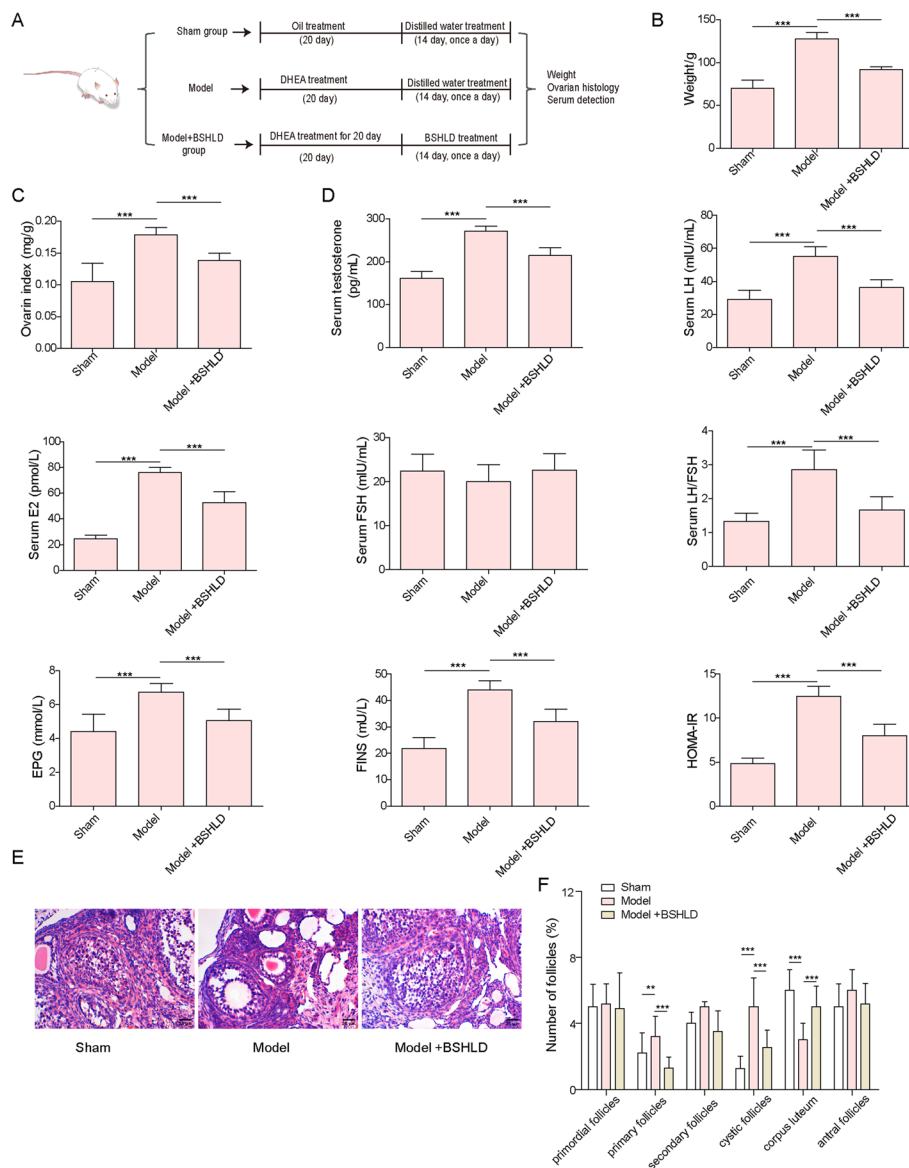 A
Sham group
Oil treatment
(20 day)
Distilled water treatment
(14 day, once a day)
Model
DHEA treatment
(20 day)
Distilled water treatment
(14 day, once a day)
Model+BSHLD
group
DHEA treatment for 20 day
(20 day)
BSHLD treatment
(14 day, once a day)
Weight
Ovarian histology
Serum detection
B
Weight/g
150
100
50
0
***
***
Sham
Model
Model +BSHLD
C
Ovarin index (mg/g)
0.20
0.15
0.10
0.05
0.00
***
***
Sham
Model
Model +BSHLD
D
Serum testosterone
(pg/mL)
300
200
100
0
***
***
Sham
Model
Model +BSHLD
Serum LH (mIU/mL)
80
60
40
20
0
***
***
Sham
Model
Model +BSHLD
Serum E2 (pmol/L)
100
80
60
40
20
0
***
***
Sham
Model
Model +BSHLD
Serum FSH (mIU/mL)
30
20
10
0
Sham
Model
Model +BSHLD
Serum LH/FSH
4
3
2
1
0
***
***
Sham
Model
Model +BSHLD
EPG (mmol/L)
8
6
4
2
0
***
***
Sham
Model
Model +BSHLD
FINS (mU/L)
50
40
30
20
10
0
***
***
Sham
Model
Model +BSHLD
HOMA-IR
15
10
5
0
***
***
Sham
Model
Model +BSHLD
E
Sham
Model
Model +BSHLD
F
Number of follicles (%)
12
8
4
0
Sham
Model
Model +BSHLD
**
***
***
***
***
***
primordial follicles
primary follicles
secondary follicles
cystic follicles
corpus luteum
antral follicles